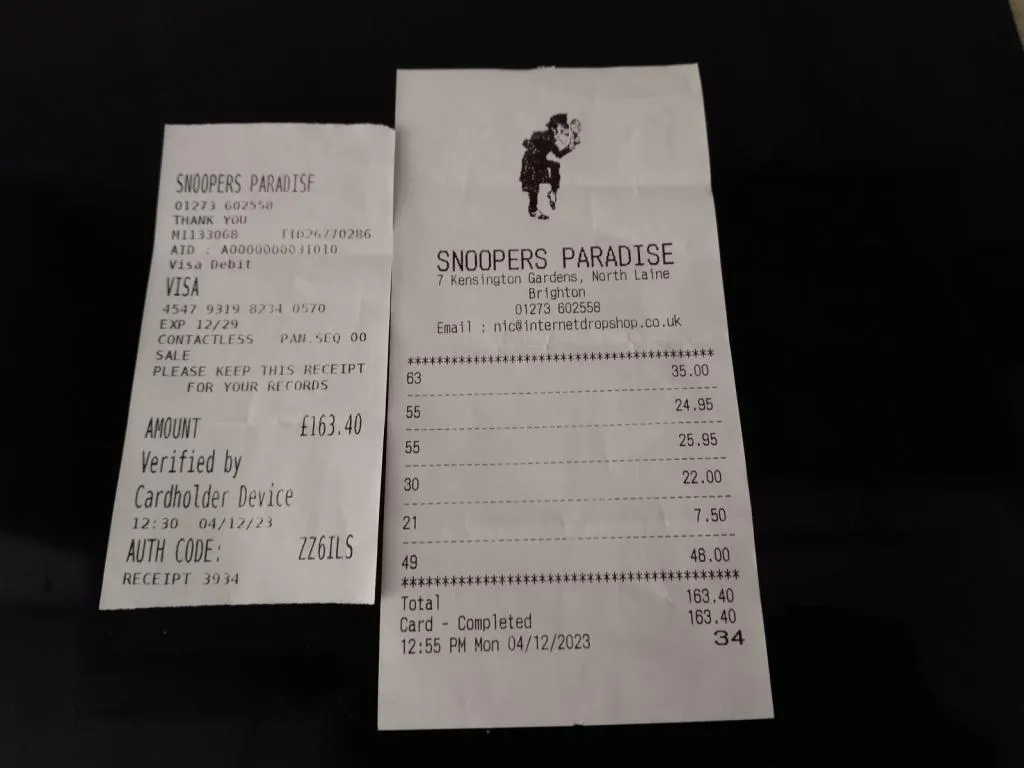 SNOOPERS PARADISE
01273 602558
THANK YOU
M1133068 TID26770286
AID : A0000000031010
Visa Debit
VISA
4547 9319 8234 0570
EXP 12/29
CONTACTLESS PAN.SEQ 00
SALE
PLEASE KEEP THIS RECEIPT
FOR YOUR RECORDS
AMOUNT £163.40
Verified by
Cardholder Device
12:30 04/12/23
AUTH CODE: ZZ6ILS
RECEIPT 3934
SNOOPERS PARADISE
7 Kensington Gardens, North Laine
Brighton
01273 602558
Email : nic@internetdropshop.co.uk
****************************************************
63 35.00
55 24.95
55 25.95
30 22.00
21 7.50
49 48.00
****************************************************
Total 163.40
Card - Completed 163.40
12:55 PM Mon 04/12/2023 34